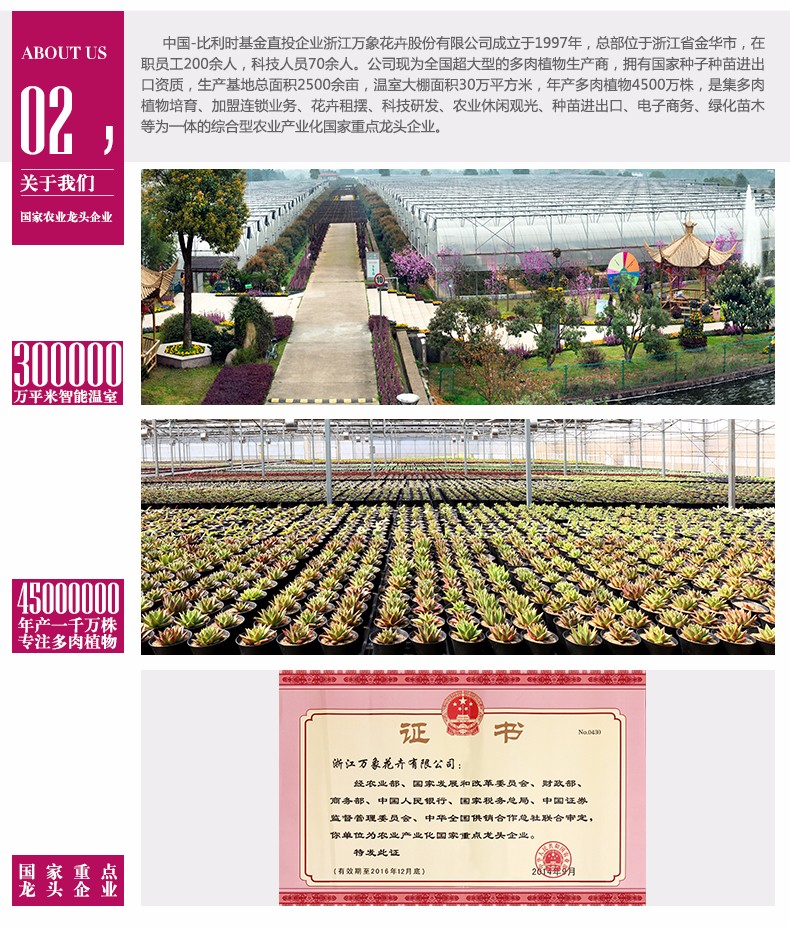 ABOUT US
02,
关于我们
国家农业龙头企业
中国-比利时基金直投企业浙江万象花卉股份有限公司成立于1997年，总部位于浙江省金华市，在
职员工200余人，科技人员70余人。公司现为全国超大型的多肉植物生产商，拥有国家种子种苗进出
口资质，生产基地总面积2500余亩，温室大棚面积30万平方米，年产多肉植物4500万株，是集多肉
植物培育、加盟连锁业务、花卉租摆、科技研发、农业休闲观光、种苗进出口、电子商务、绿化苗木
等为一体的综合型农业产业化国家重点龙头企业。
300000
万平米智能温室
10
45000000
年产一千万株
专注多肉植物
国家重点
龙头企业
证书
No.0430
浙江万象花卉有限公司：
经农业部、国家发展和改革委员会、财政部、
商务部、中国人民银行、国家税务总局、中国证券
监督管理委员会、中华全国供销合作总社联合审定，
你单位为农业产业化国家重点龙头企业。
特发此证
(有效期至2016年12月底)
2014年9月